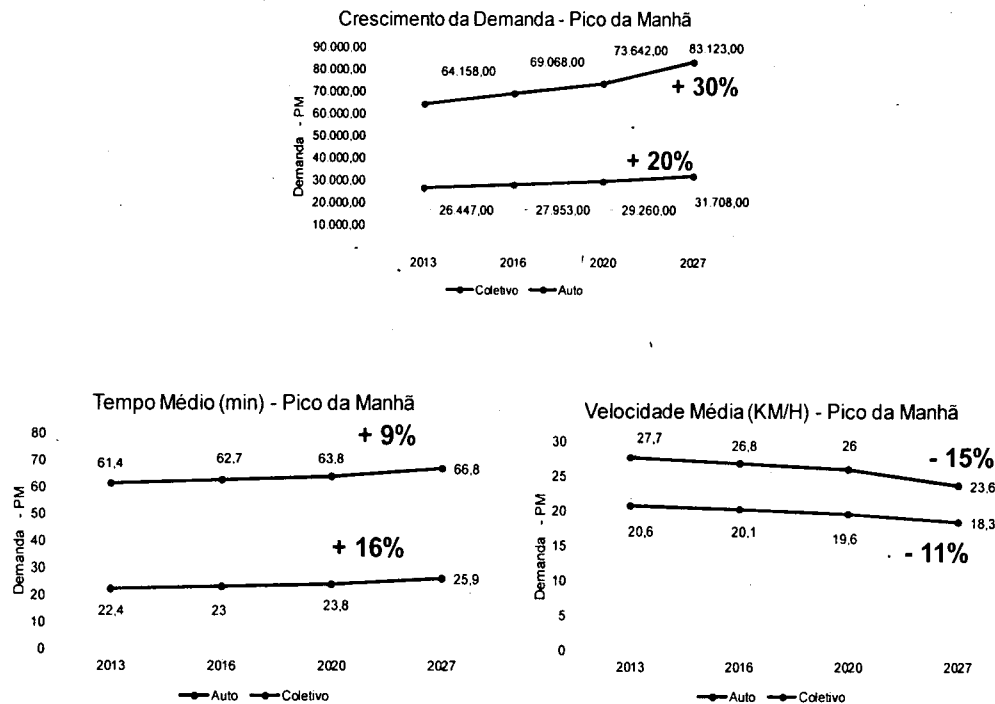 Crescimento da Demanda - Pico da Manhã
90 000,00
80 000,00
70 000,00
60 000,00
50 000,00
40 000,00
30 000,00
20 000,00
10 000,00
Demanda - PM
64.158,00
69 068,00
73 642,00
83 123,00
+ 30%
+ 20%
26 447,00
27.953,00
29 260.00
31.708,00
2013 2016 2020 2027
Coletivo Auto
Tempo Médio (min) - Pico da Manhã
80
70
60
50
40
30
20
10
0
Demanda - PM
+ 9%
61,4 62,7 63,8 66,8
+ 16%
22,4 23 23,8 25,9
2013 2016 2020 2027
Auto Coletivo
Velocidade Média (KM/H) - Pico da Manhã
30
25
20
15
10
5
0
Demanda - PM
27,7 26,8 26 23,6
- 15%
20,6 20,1 19,6 18,3
- 11%
2013 2016 2020 2027
Auto Coletivo